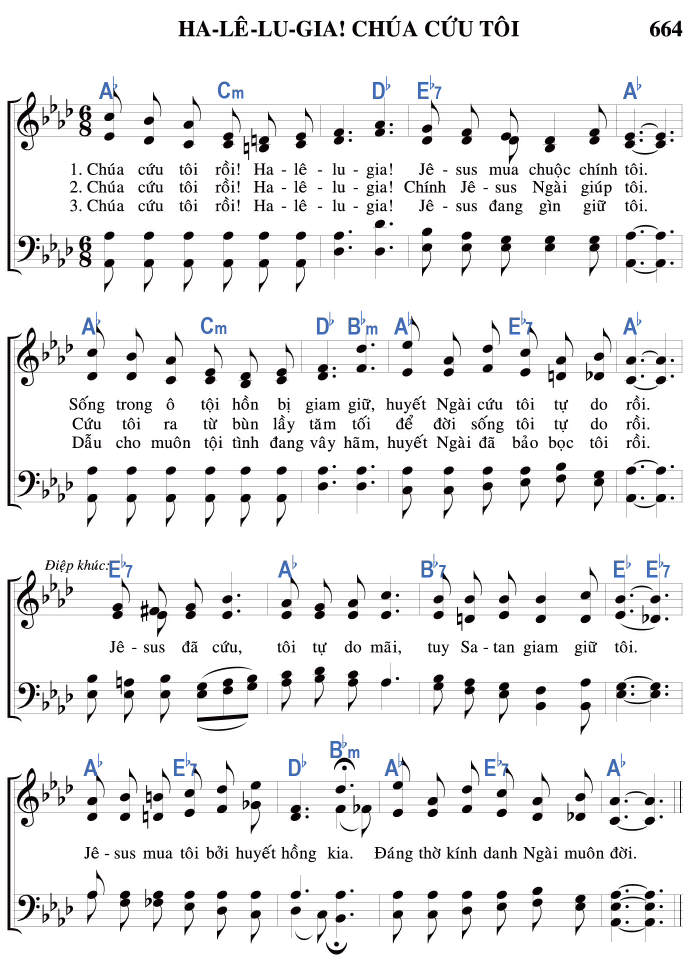 HA-LÊ-LU-GIA! CHÚA CỨU TÔI 664
A♭ Cm D♭ E♭7 A♭
6/8
1. Chúa cứu tôi rồi! Ha - lê - lu - gia! Jê - sus mua chuộc chính tôi.
2. Chúa cứu tôi rồi! Ha - lê - lu - gia! Chính Jê - sus Ngài giúp tôi.
3. Chúa cứu tôi rồi! Ha - lê - lu - gia! Jê - sus đang gìn giữ tôi.
6/8
A♭ Cm D♭ B♭m A♭ E♭7 A♭
Sống trong ô tội hồn bị giam giữ, huyết Ngài cứu tôi tự do rồi.
Cứu tôi ra từ bùn lầy tăm tối để đời sống tôi tự do rồi.
Dẫu cho muôn tội tình đang vây hãm, huyết Ngài đã bảo bọc tôi rồi.
Điệp khúc: E♭7 A♭ B♭7 E♭ E♭7
Jê - sus đã cứu, tôi tự do mãi, tuy Sa - tan giam giữ tôi.
A♭ E♭7 D♭ B♭m A♭ E♭7 A♭
Jê - sus mua tôi bởi huyết hồng kia. Đáng thờ kính danh Ngài muôn đời.